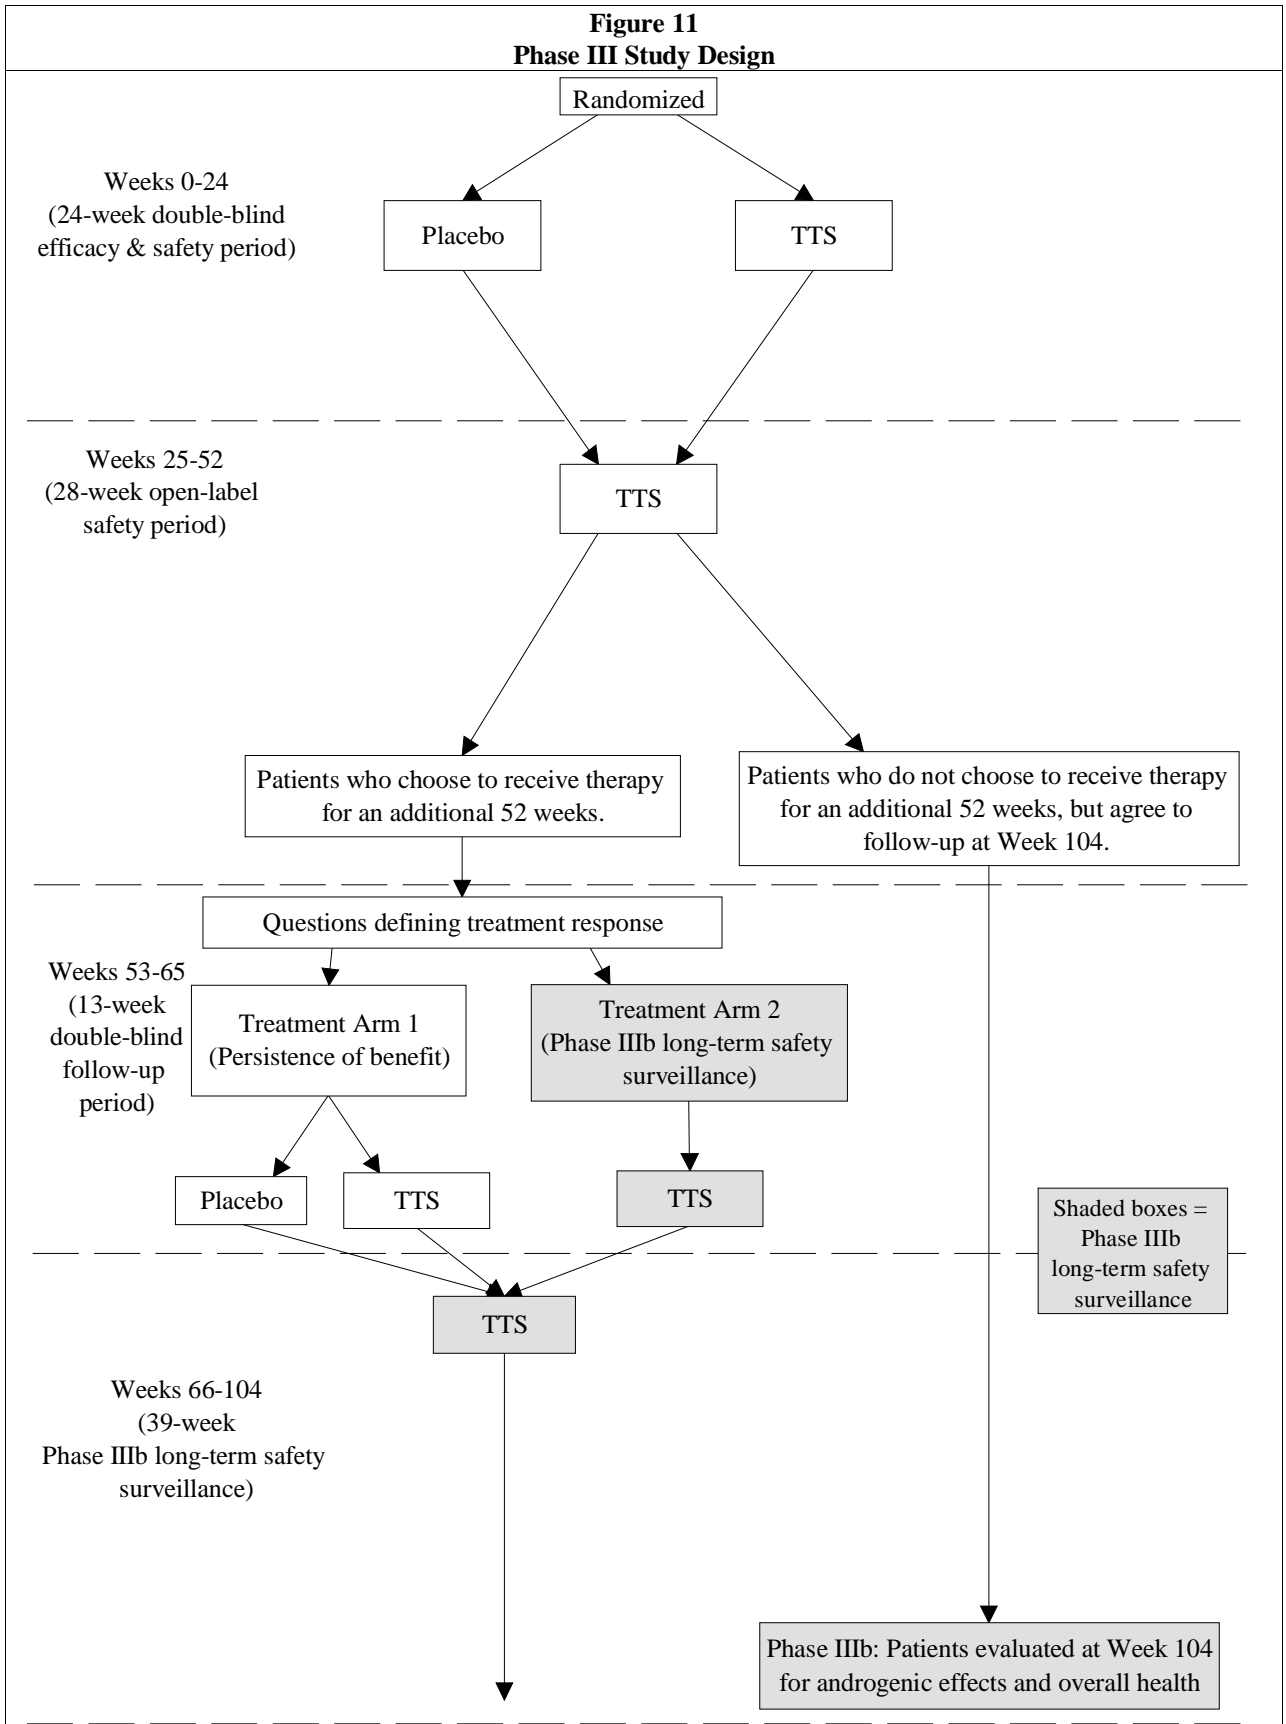 Figure 11
Phase III Study Design
Randomized
Weeks 0-24
(24-week double-blind
efficacy & safety period)
Placebo
TTS
Weeks 25-52
(28-week open-label
safety period)
TTS
Patients who choose to receive therapy
for an additional 52 weeks.
Patients who do not choose to receive therapy
for an additional 52 weeks, but agree to
follow-up at Week 104.
Questions defining treatment response
Weeks 53-65
(13-week
double-blind
follow-up
period)
Treatment Arm 1
(Persistence of benefit)
Treatment Arm 2
(Phase IIIb long-term safety
surveillance)
Placebo
TTS
TTS
Shaded boxes =
Phase IIIb
long-term safety
surveillance
TTS
Weeks 66-104
(39-week
Phase IIIb long-term safety
surveillance)
Phase IIIb: Patients evaluated at Week 104
for androgenic effects and overall health